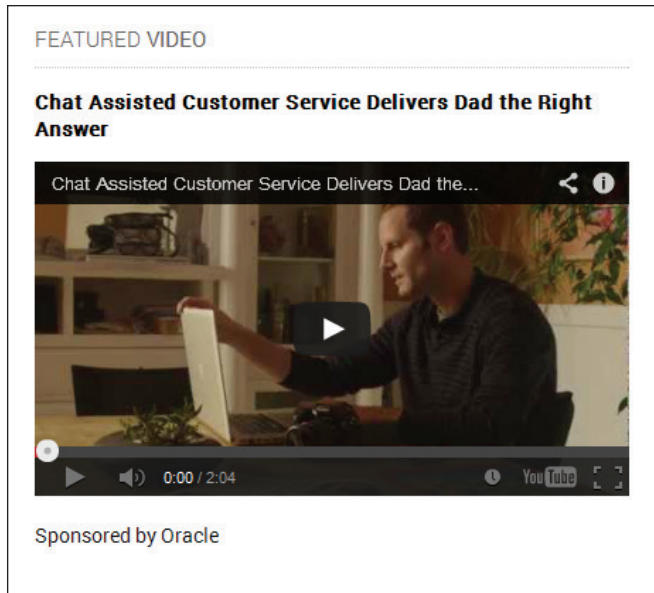 FEATURED VIDEO
Chat Assisted Customer Service Delivers Dad the Right
Answer
Chat Assisted Customer Service Delivers Dad the...
0:00 / 2:04
YouTube
Sponsored by Oracle